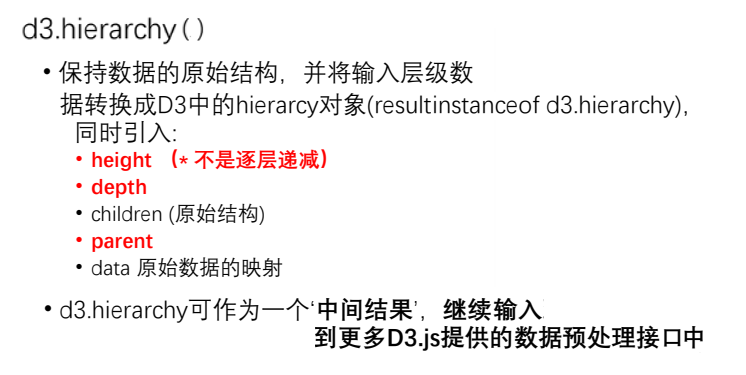 d3.hierarchy()
• 保持数据的原始结构，并将输入层级数
据转换成D3中的hierarcy对象(resultinstanceof d3.hierarchy),
同时引入:
• height （* 不是逐层递减）
• depth
• children (原始结构)
• parent
• data 原始数据的映射
• d3.hierarchy可作为一个‘中间结果’，继续输入
到更多D3.js提供的数据预处理接口中